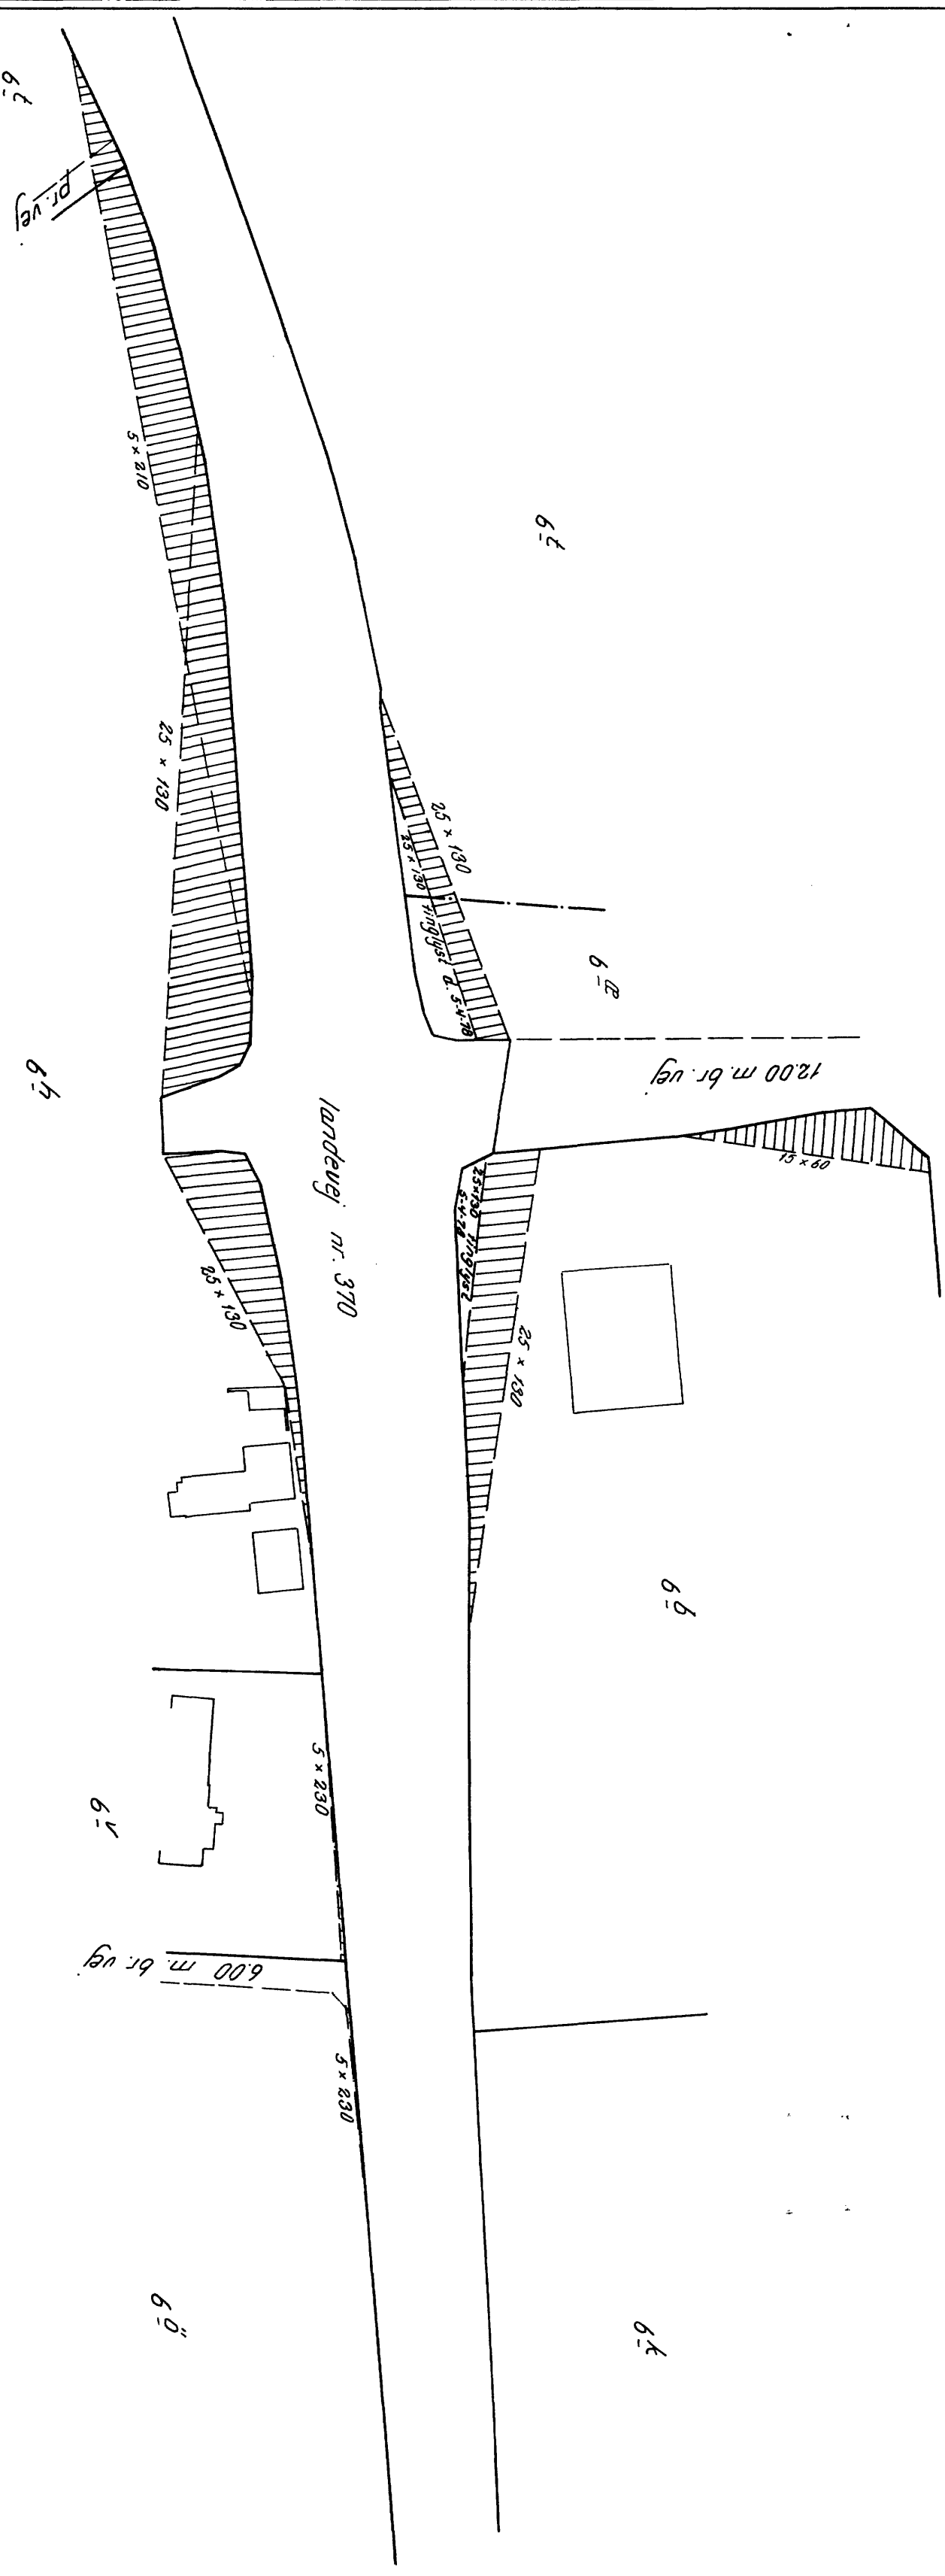 6t
pr. vej
5 × 210
6t
25 × 130
25 × 130
25 × 130 tinglyst d. 5-4-78
6æ
12.00 m. br. vej
15 × 60
6h
landevej nr. 370
25×130 tinglyst
5-4-78
25 × 130
25 × 130
6b
5 × 230
6v
6.00 m. br. vej
5 × 230
6ö
6k